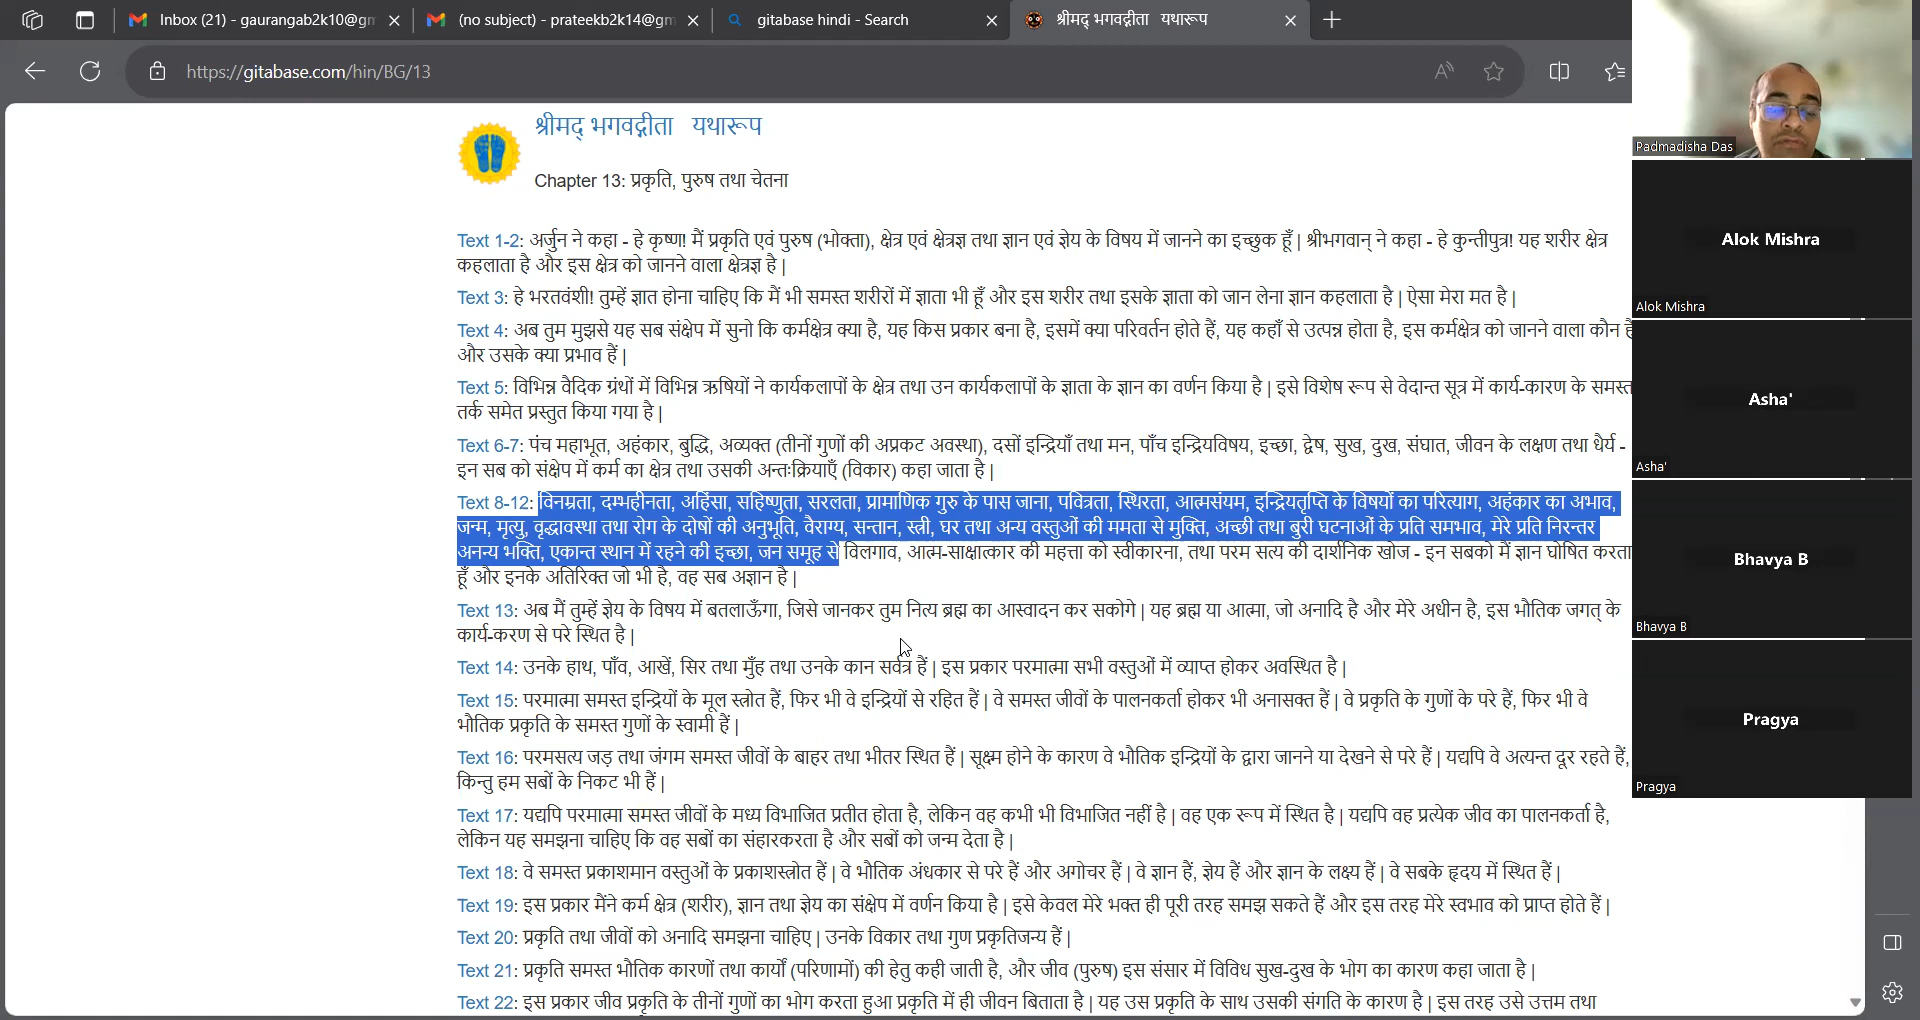 Inbox (21) - gaurangab2k10@gm
(no subject) - prateekb2k14@gm
gitabase hindi - Search
श्रीमद् भगवद्गीता यथारूप
https://gitabase.com/hin/BG/13
श्रीमद् भगवद्गीता यथारूप
Chapter 13: प्रकृति, पुरुष तथा चेतना
Text 1-2: अर्जुन ने कहा - हे कृष्ण! मैं प्रकृति एवं पुरुष (भोक्ता), क्षेत्र एवं क्षेत्रज्ञ तथा ज्ञान एवं ज्ञेय के विषय में जानने का इच्छुक हूँ | श्रीभगवान् ने कहा - हे कुन्तीपुत्र! यह शरीर क्षेत्र
कहलाता है और इस क्षेत्र को जानने वाला क्षेत्रज्ञ है |
Text 3: हे भरतवंशी! तुम्हें ज्ञात होना चाहिए कि मैं भी समस्त शरीरों में ज्ञाता भी हूँ और इस शरीर तथा इसके ज्ञाता को जान लेना ज्ञान कहलाता है | ऐसा मेरा मत है |
Text 4: अब तुम मुझसे यह सब संक्षेप में सुनो कि कर्मक्षेत्र क्या है, यह किस प्रकार बना है, इसमें क्या परिवर्तन होते हैं, यह कहाँ से उत्पन्न होता है, इस कर्मक्षेत्र को जानने वाला कौन है
और उसके क्या प्रभाव हैं |
Text 5: विभिन्न वैदिक ग्रंथों में विभिन्न ऋषियों ने कार्यकलापों के क्षेत्र तथा उन कार्यकलापों के ज्ञाता के ज्ञान का वर्णन किया है | इसे विशेष रूप से वेदान्त सूत्र में कार्य-कारण के समस्त
तर्क समेत प्रस्तुत किया गया है |
Text 6-7: पंच महाभूत, अहंकार, बुद्धि, अव्यक्त (तीनों गुणों की अप्रकट अवस्था), दसों इन्द्रियाँ तथा मन, पाँच इन्द्रियविषय, इच्छा, द्वेष, सुख, दुख, संघात, जीवन के लक्षण तथा धैर्य -
इन सब को संक्षेप में कर्म का क्षेत्र तथा उसकी अन्तःक्रियाएँ (विकार) कहा जाता है |
Text 8-12: विनम्रता, दम्भहीनता, अहिंसा, सहिष्णुता, सरलता, प्रामाणिक गुरु के पास जाना, पवित्रता, स्थिरता, आत्मसंयम, इन्द्रियतृप्ति के विषयों का परित्याग, अहंकार का अभाव,
जन्म, मृत्यु, वृद्धावस्था तथा रोग के दोषों की अनुभूति, वैराग्य, सन्तान, स्त्री, घर तथा अन्य वस्तुओं की ममता से मुक्ति, अच्छी तथा बुरी घटनाओं के प्रति समभाव, मेरे प्रति निरन्तर
अनन्य भक्ति, एकान्त स्थान में रहने की इच्छा, जन समूह से विलगाव, आत्म-साक्षात्कार की महत्ता को स्वीकारना, तथा परम सत्य की दार्शनिक खोज - इन सबको मैं ज्ञान घोषित करता
हूँ और इनके अतिरिक्त जो भी है, वह सब अज्ञान है |
Text 13: अब मैं तुम्हें ज्ञेय के विषय में बतलाऊँगा, जिसे जानकर तुम नित्य ब्रह्म का आस्वादन कर सकोगे | यह ब्रह्म या आत्मा, जो अनादि है और मेरे अधीन है, इस भौतिक जगत् के
कार्य-करण से परे स्थित है |
Text 14: उनके हाथ, पाँव, आखें, सिर तथा मुँह तथा उनके कान सर्वत्र हैं | इस प्रकार परमात्मा सभी वस्तुओं में व्याप्त होकर अवस्थित है |
Text 15: परमात्मा समस्त इन्द्रियों के मूल स्त्रोत हैं, फिर भी वे इन्द्रियों से रहित हैं | वे समस्त जीवों के पालनकर्ता होकर भी अनासक्त हैं | वे प्रकृति के गुणों के परे हैं, फिर भी वे
भौतिक प्रकृति के समस्त गुणों के स्वामी हैं |
Text 16: परमसत्य जड़ तथा जंगम समस्त जीवों के बाहर तथा भीतर स्थित हैं | सूक्ष्म होने के कारण वे भौतिक इन्द्रियों के द्वारा जानने या देखने से परे हैं | यद्यपि वे अत्यन्त दूर रहते हैं,
किन्तु हम सबों के निकट भी हैं |
Text 17: यद्यपि परमात्मा समस्त जीवों के मध्य विभाजित प्रतीत होता है, लेकिन वह कभी भी विभाजित नहीं है | वह एक रूप में स्थित है | यद्यपि वह प्रत्येक जीव का पालनकर्ता है,
लेकिन यह समझना चाहिए कि वह सबों का संहारकरता है और सबों को जन्म देता है |
Text 18: वे समस्त प्रकाशमान वस्तुओं के प्रकाशस्त्रोत हैं | वे भौतिक अंधकार से परे हैं और अगोचर हैं | वे ज्ञान हैं, ज्ञेय हैं और ज्ञान के लक्ष्य हैं | वे सबके हृदय में स्थित हैं |
Text 19: इस प्रकार मैंने कर्म क्षेत्र (शरीर), ज्ञान तथा ज्ञेय का संक्षेप में वर्णन किया है | इसे केवल मेरे भक्त ही पूरी तरह समझ सकते हैं और इस तरह मेरे स्वभाव को प्राप्त होते हैं |
Text 20: प्रकृति तथा जीवों को अनादि समझना चाहिए | उनके विकार तथा गुण प्रकृतिजन्य हैं |
Text 21: प्रकृति समस्त भौतिक कारणों तथा कार्यों (परिणामों) की हेतु कही जाती है, और जीव (पुरुष) इस संसार में विविध सुख-दुख के भोग का कारण कहा जाता है |
Text 22: इस प्रकार जीव प्रकृति के तीनों गुणों का भोग करता हुआ प्रकृति में ही जीवन बिताता है | यह उस प्रकृति के साथ उसकी संगति के कारण है | इस तरह उसे उत्तम तथा
Padmadisha Das
Alok Mishra
Alok Mishra
Asha'
Asha'
Bhavya B
Bhavya B
Pragya
Pragya